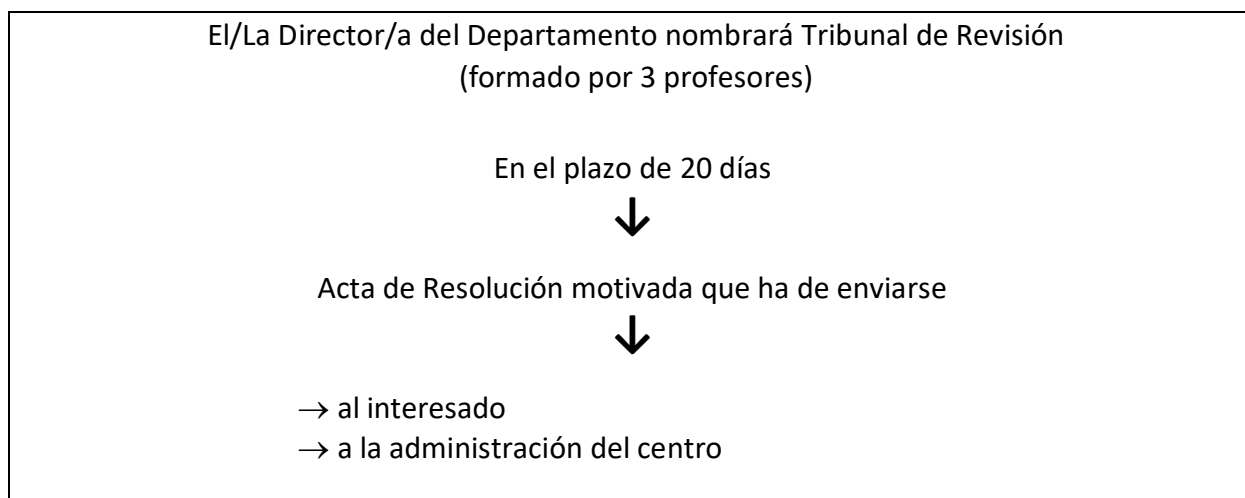 El/La Director/a del Departamento nombrará Tribunal de Revisión
(formado por 3 profesores)
En el plazo de 20 días
↓
Acta de Resolución motivada que ha de enviarse
↓
→ al interesado
→ a la administración del centro